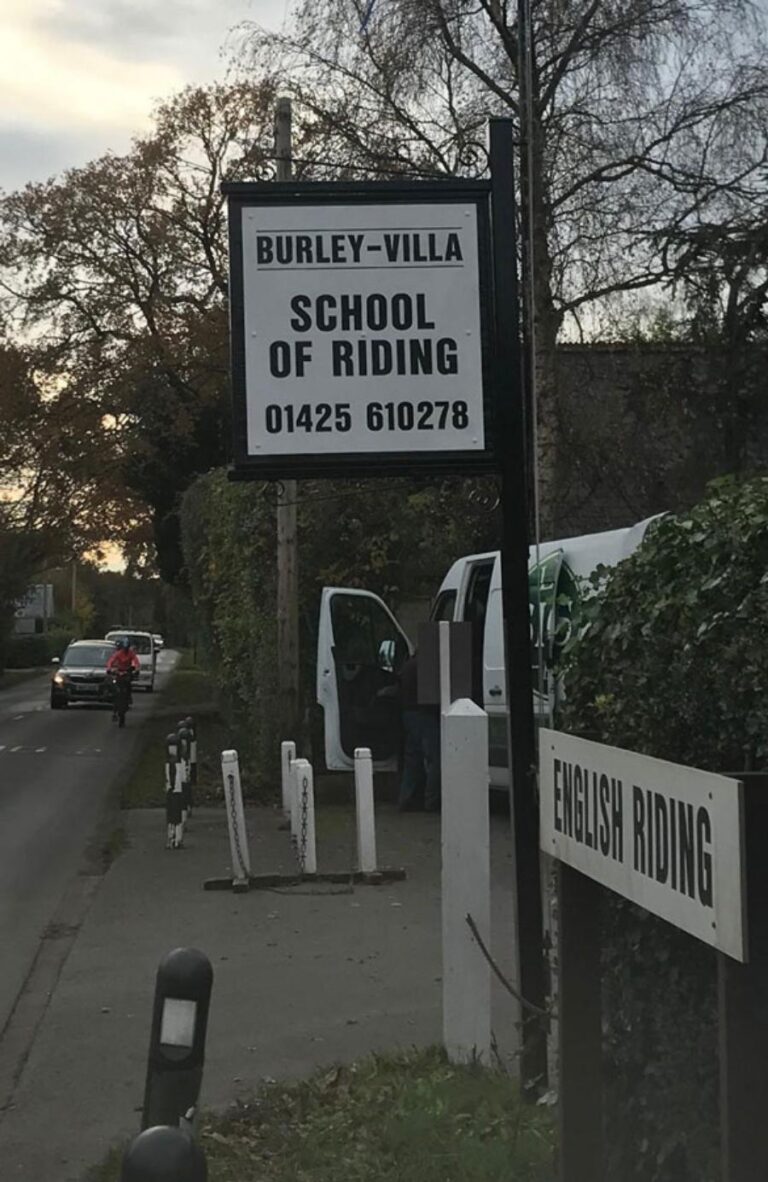 BURLEY-VILLA
SCHOOL
OF RIDING
01425 610278
ENGLISH RIDING